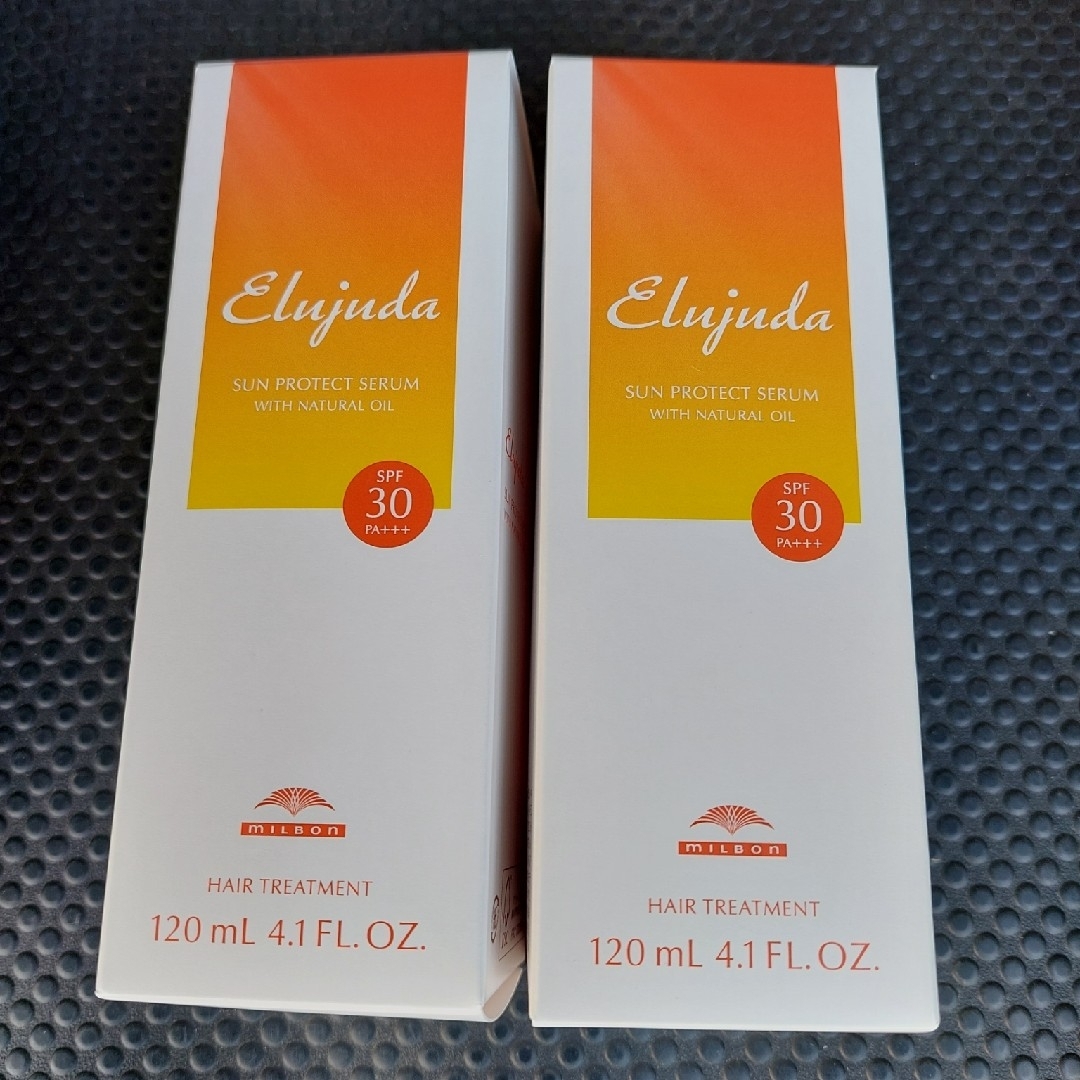 Elujuda
SUN PROTECT SERUM
WITH NATURAL OIL
SPF
30
PA+++
MILBON
HAIR TREATMENT
120 mL 4.1 FL. OZ.
Elujuda
SUN PROTECT SERUM
WITH NATURAL OIL
SPF
30
PA+++
MILBON
HAIR TREATMENT
120 mL 4.1 FL. OZ.